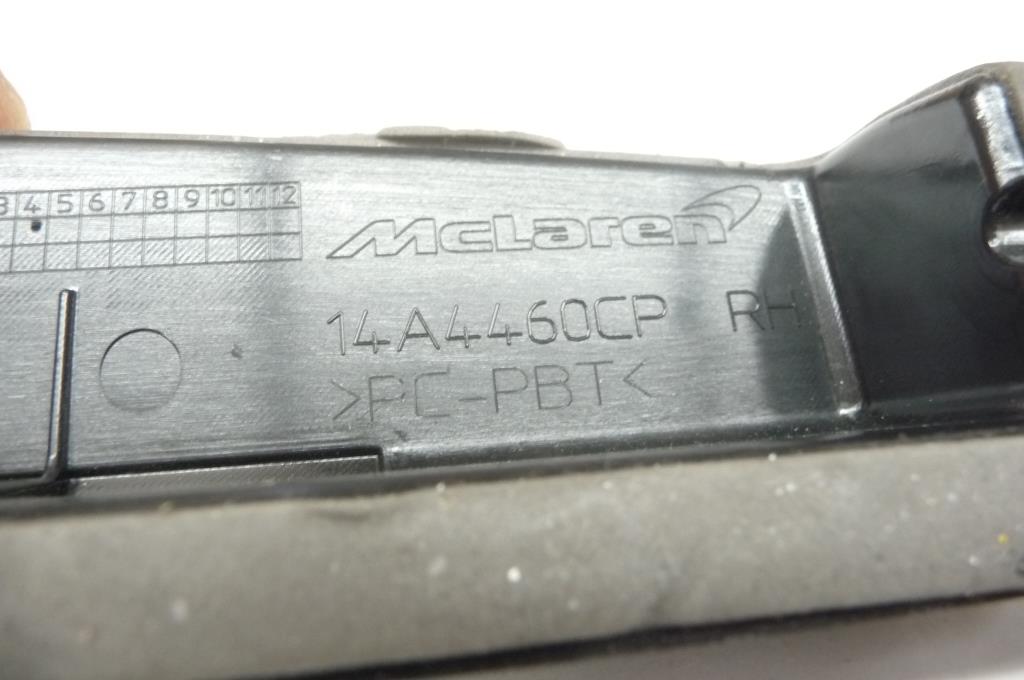 3 4 5 6 7 8 9 10 11 12
McLaren
14A4460CP RH
>PC-PBT<